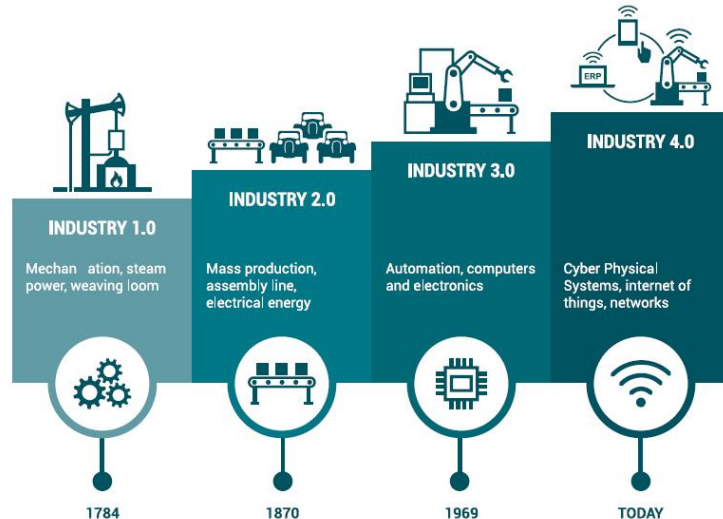 ERP
INDUSTRY 1.0
Mechan ation, steam
power, weaving loom
1784
INDUSTRY 2.0
Mass production,
assembly line,
electrical energy
1870
INDUSTRY 3.0
Automation, computers
and electronics
1969
INDUSTRY 4.0
Cyber Physical
Systems, internet of
things, networks
TODAY